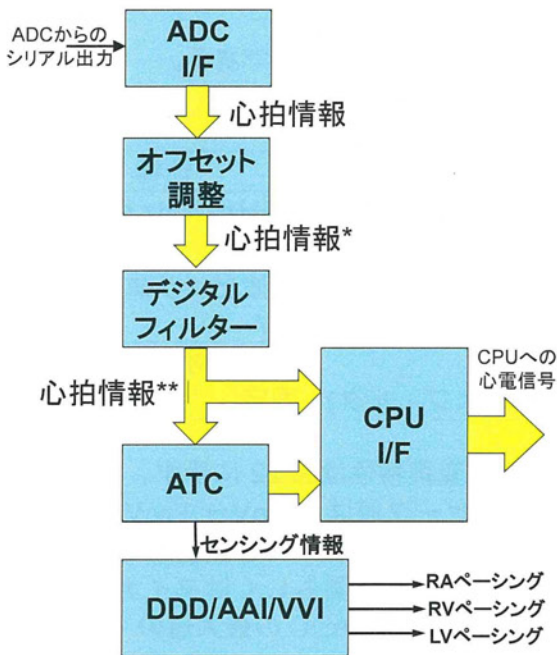 ADCからの
シリアル出力
ADC
I/F
心拍情報
オフセット
調整
心拍情報*
デジタル
フィルター
心拍情報**
CPUへの
心電信号
CPU
I/F
ATC
センシング情報
DDD/AAI/VVI
RAペーシング
RVペーシング
LVペーシング